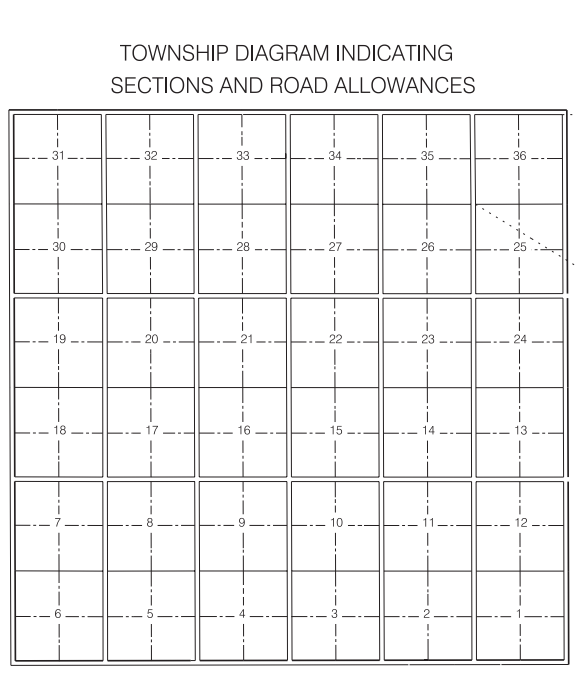 TOWNSHIP DIAGRAM INDICATING
SECTIONS AND ROAD ALLOWANCES
31 32 33 34 35 36
30 29 28 27 26 25
19 20 21 22 23 24
18 17 16 15 14 13
7 8 9 10 11 12
6 5 4 3 2 1